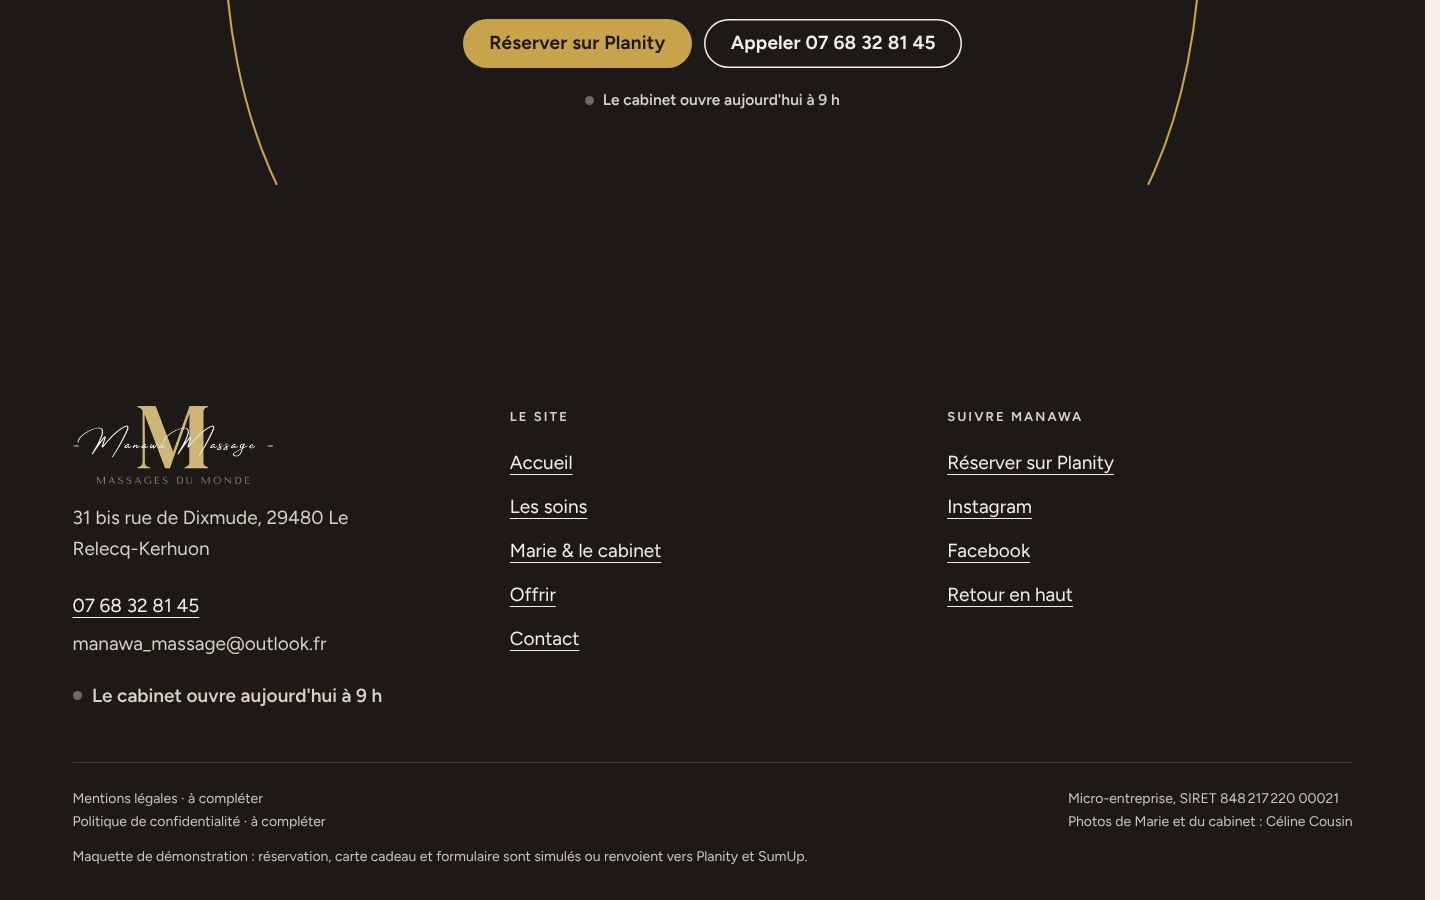 Réserver sur Planity
Appeler 07 68 32 81 45
Le cabinet ouvre aujourd'hui à 9 h
M
- Manawa Massage -
MASSAGES DU MONDE
31 bis rue de Dixmude, 29480 Le
Relecq-Kerhuon
07 68 32 81 45
manawa_massage@outlook.fr
Le cabinet ouvre aujourd'hui à 9 h
LE SITE
Accueil
Les soins
Marie & le cabinet
Offrir
Contact
SUIVRE MANAWA
Réserver sur Planity
Instagram
Facebook
Retour en haut
Mentions légales · à compléter
Politique de confidentialité · à compléter
Micro-entreprise, SIRET 848 217 220 00021
Photos de Marie et du cabinet : Céline Cousin
Maquette de démonstration : réservation, carte cadeau et formulaire sont simulés ou renvoient vers Planity et SumUp.